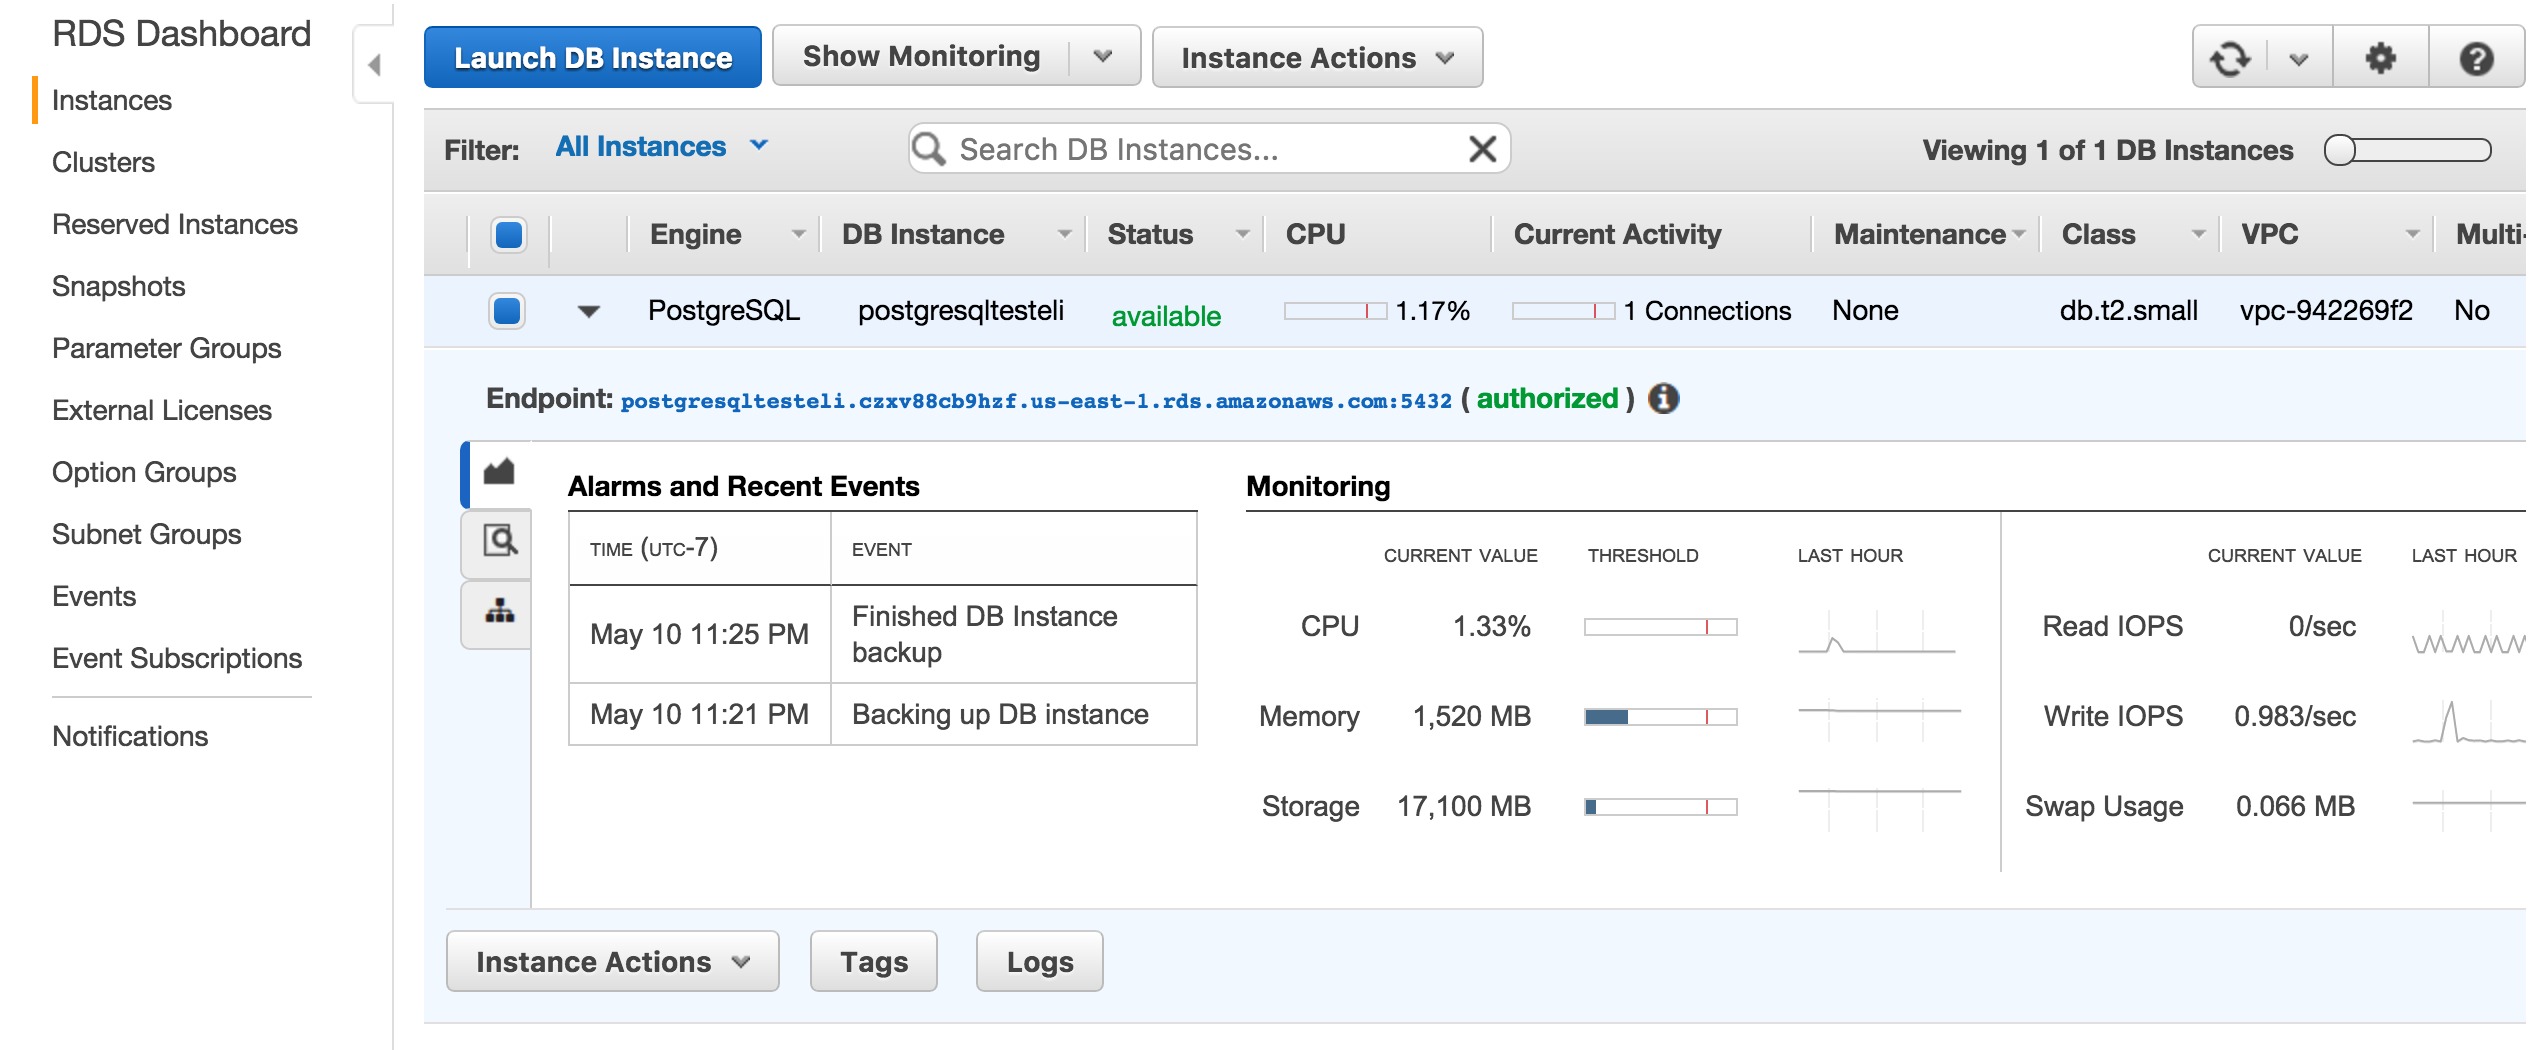 RDS Dashboard
Instances
Clusters
Reserved Instances
Snapshots
Parameter Groups
External Licenses
Option Groups
Subnet Groups
Events
Event Subscriptions
Notifications
Launch DB Instance Show Monitoring Instance Actions
Filter: All Instances Search DB Instances... Viewing 1 of 1 DB Instances
Engine DB Instance Status CPU Current Activity Maintenance Class VPC Multi-
PostgreSQL postgresqltesteli available 1.17% 1 Connections None db.t2.small vpc-942269f2 No
Endpoint: postgresqltesteli.czxv88cb9hzf.us-east-1.rds.amazonaws.com:5432 ( authorized )
Alarms and Recent Events
TIME (UTC-7) EVENT
May 10 11:25 PM Finished DB Instance
backup
May 10 11:21 PM Backing up DB instance
Monitoring
CURRENT VALUE THRESHOLD LAST HOUR CURRENT VALUE LAST HOUR
CPU 1.33% Read IOPS 0/sec
Memory 1,520 MB Write IOPS 0.983/sec
Storage 17,100 MB Swap Usage 0.066 MB
Instance Actions Tags Logs